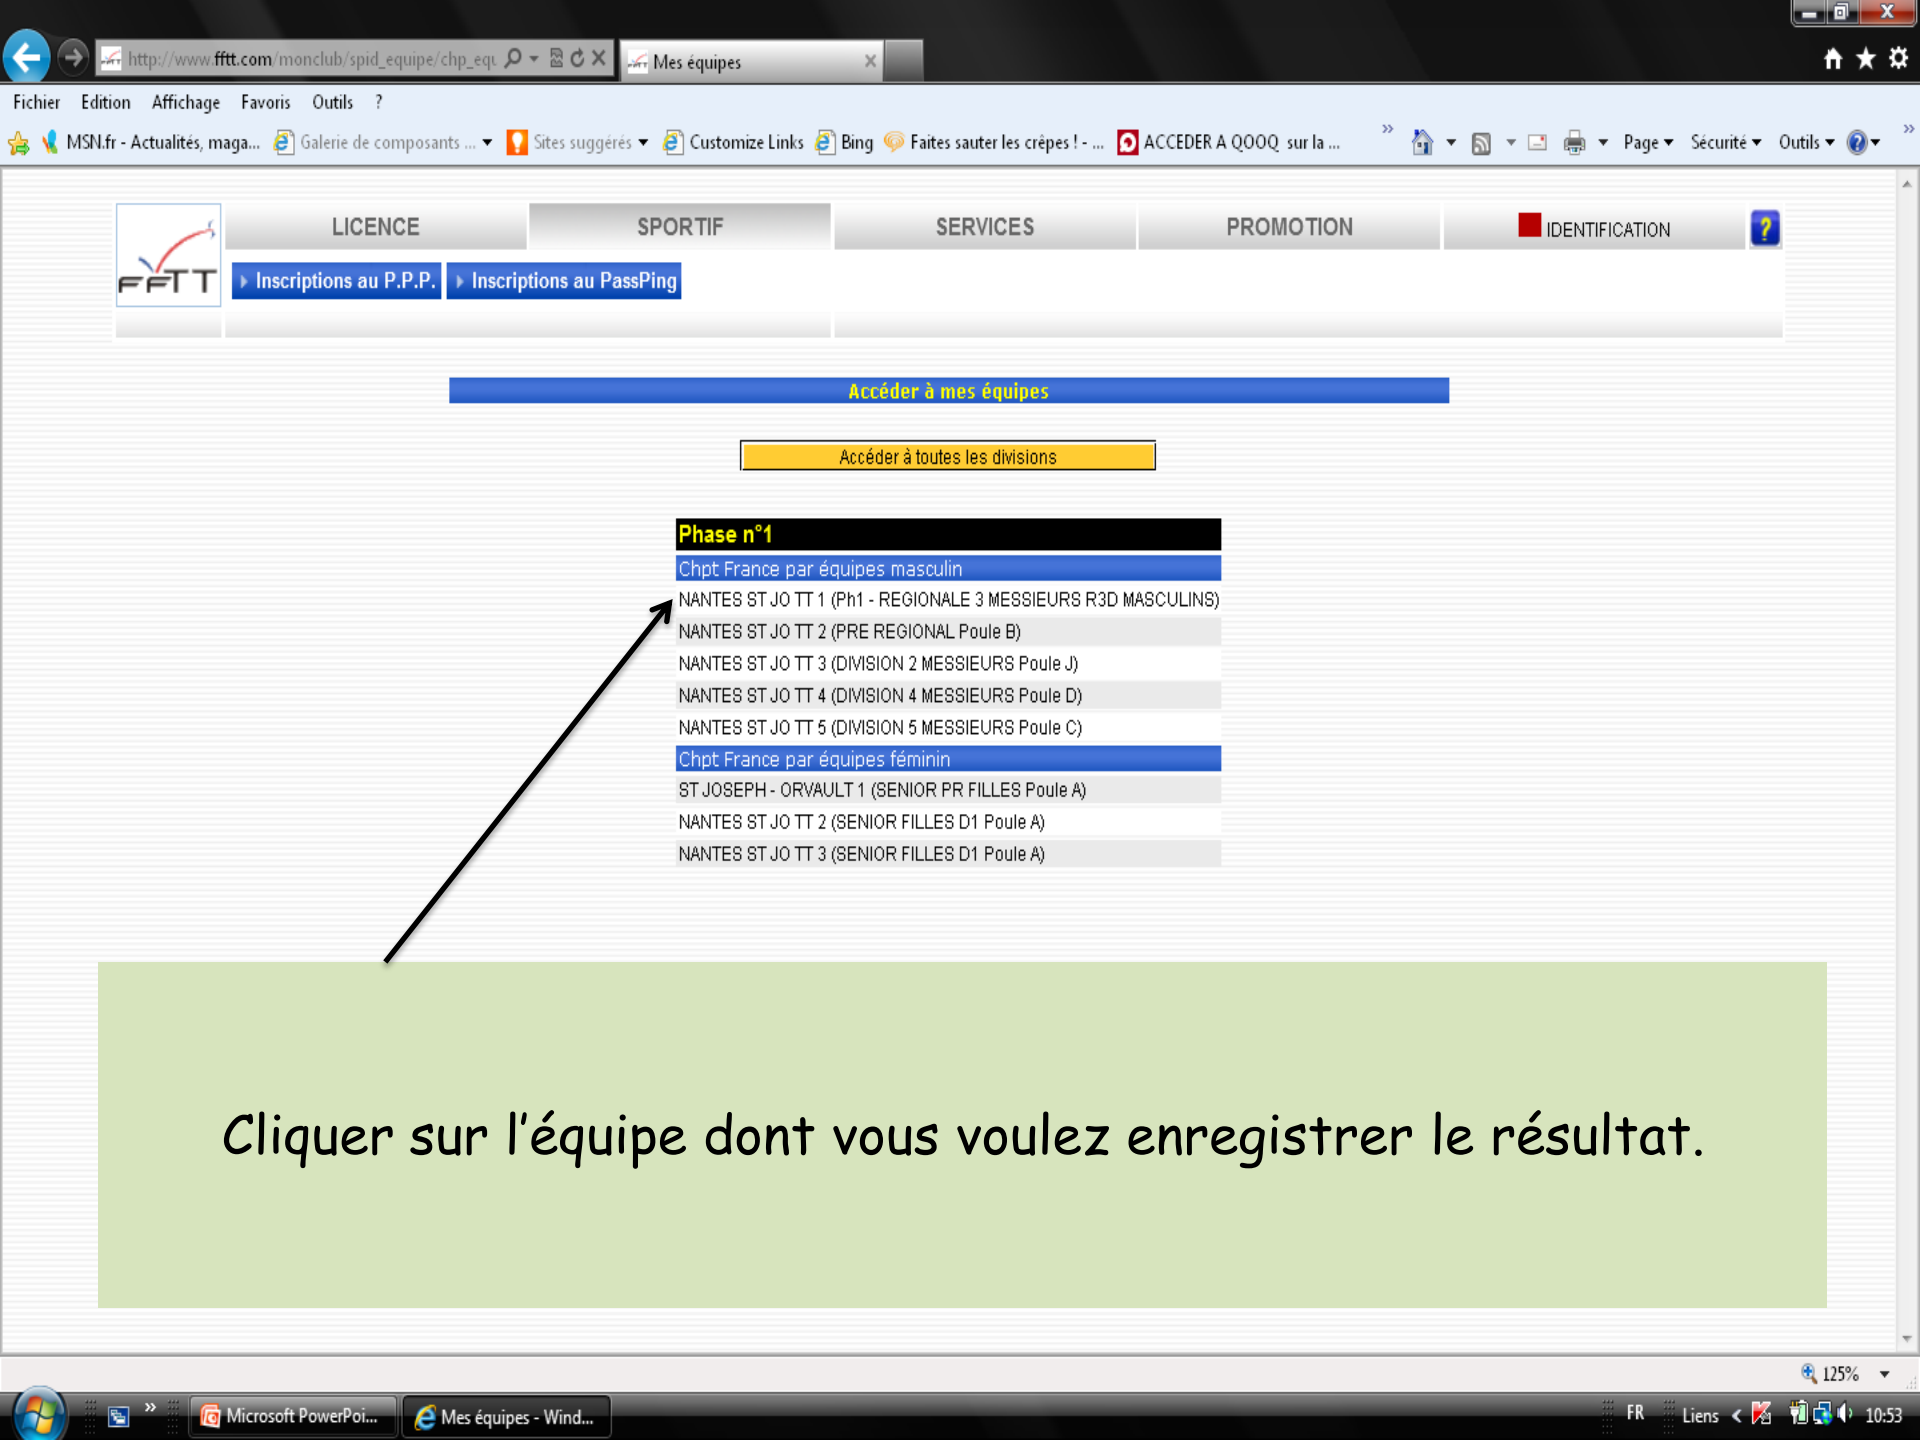 http://www.fftt.com/monclub/spid_equipe/chp_equ
Mes équipes
Fichier Edition Affichage Favoris Outils ?
MSN.fr - Actualités, maga... Galerie de composants ... Sites suggérés Customize Links Bing Faites sauter les crêpes ! - ... ACCEDER A QOOQ sur la ... » Page Sécurité Outils »
FFTT
LICENCE SPORTIF SERVICES PROMOTION IDENTIFICATION ?
Inscriptions au P.P.P. Inscriptions au PassPing
Accéder à mes équipes
Accéder à toutes les divisions
Phase n°1
Chpt France par équipes masculin
NANTES ST JO TT 1 (Ph1 - REGIONALE 3 MESSIEURS R3D MASCULINS)
NANTES ST JO TT 2 (PRE REGIONAL Poule B)
NANTES ST JO TT 3 (DIVISION 2 MESSIEURS Poule J)
NANTES ST JO TT 4 (DIVISION 4 MESSIEURS Poule D)
NANTES ST JO TT 5 (DIVISION 5 MESSIEURS Poule C)
Chpt France par équipes féminin
ST JOSEPH - ORVAULT 1 (SENIOR PR FILLES Poule A)
NANTES ST JO TT 2 (SENIOR FILLES D1 Poule A)
NANTES ST JO TT 3 (SENIOR FILLES D1 Poule A)
Cliquer sur l'équipe dont vous voulez enregistrer le résultat.
125%
» Microsoft PowerPoi... Mes équipes - Wind... FR Liens 10:53